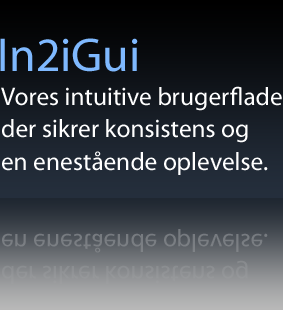 In2iGui
Vores intuitive brugerflade
der sikrer konsistens og
en enestående oplevelse.